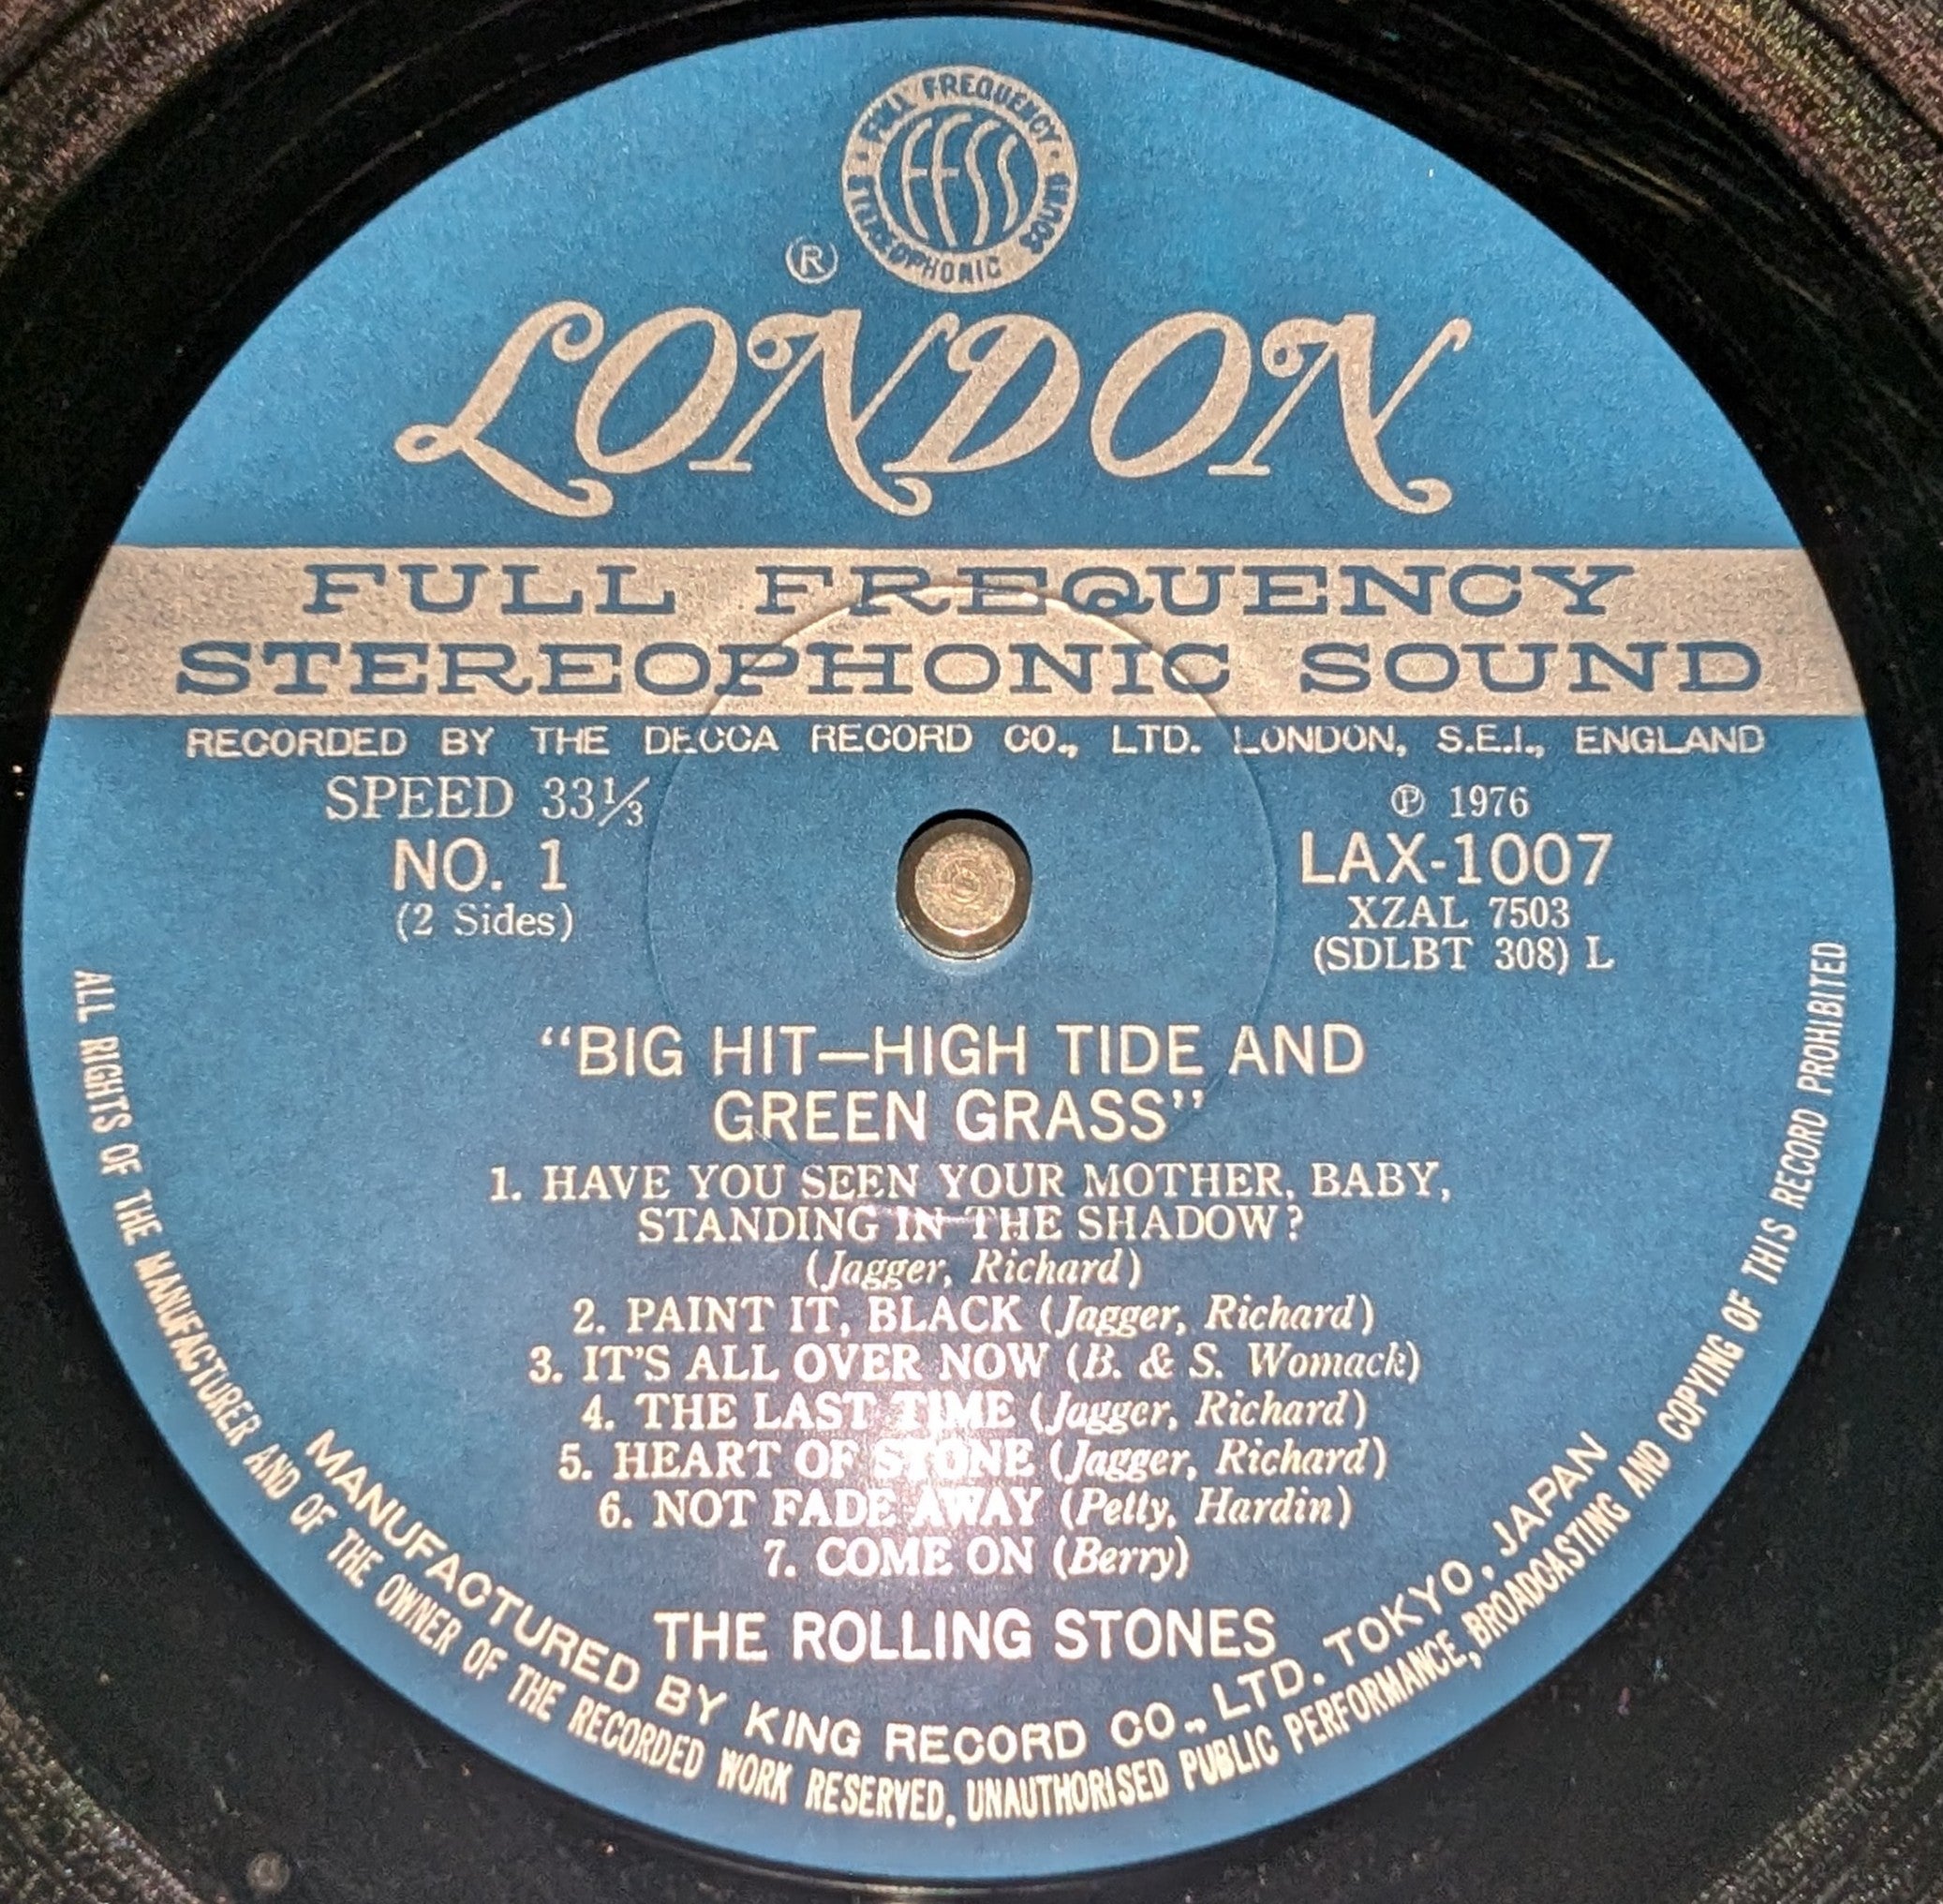 FULL FREQUENCY
STEREOPHONIC SOUND
ffss
®
LONDON
FULL FREQUENCY
STEREOPHONIC SOUND
RECORDED BY THE DECCA RECORD CO., LTD. LONDON, S.E.I., ENGLAND
SPEED 33⅓
NO. 1
(2 Sides)
℗ 1976
LAX-1007
XZAL 7503
(SDLBT 308) L
“BIG HIT—HIGH TIDE AND
GREEN GRASS”
1. HAVE YOU SEEN YOUR MOTHER, BABY,
STANDING IN THE SHADOW?
(Jagger, Richard)
2. PAINT IT, BLACK (Jagger, Richard)
3. IT'S ALL OVER NOW (B. & S. Womack)
4. THE LAST TIME (Jagger, Richard)
5. HEART OF STONE (Jagger, Richard)
6. NOT FADE AWAY (Petty, Hardin)
7. COME ON (Berry)
THE ROLLING STONES
MANUFACTURED BY KING RECORD CO., LTD. TOKYO, JAPAN
ALL RIGHTS OF THE MANUFACTURER AND OF THE OWNER OF THE RECORDED WORK RESERVED. UNAUTHORISED PUBLIC PERFORMANCE, BROADCASTING AND COPYING OF THIS RECORD PROHIBITED